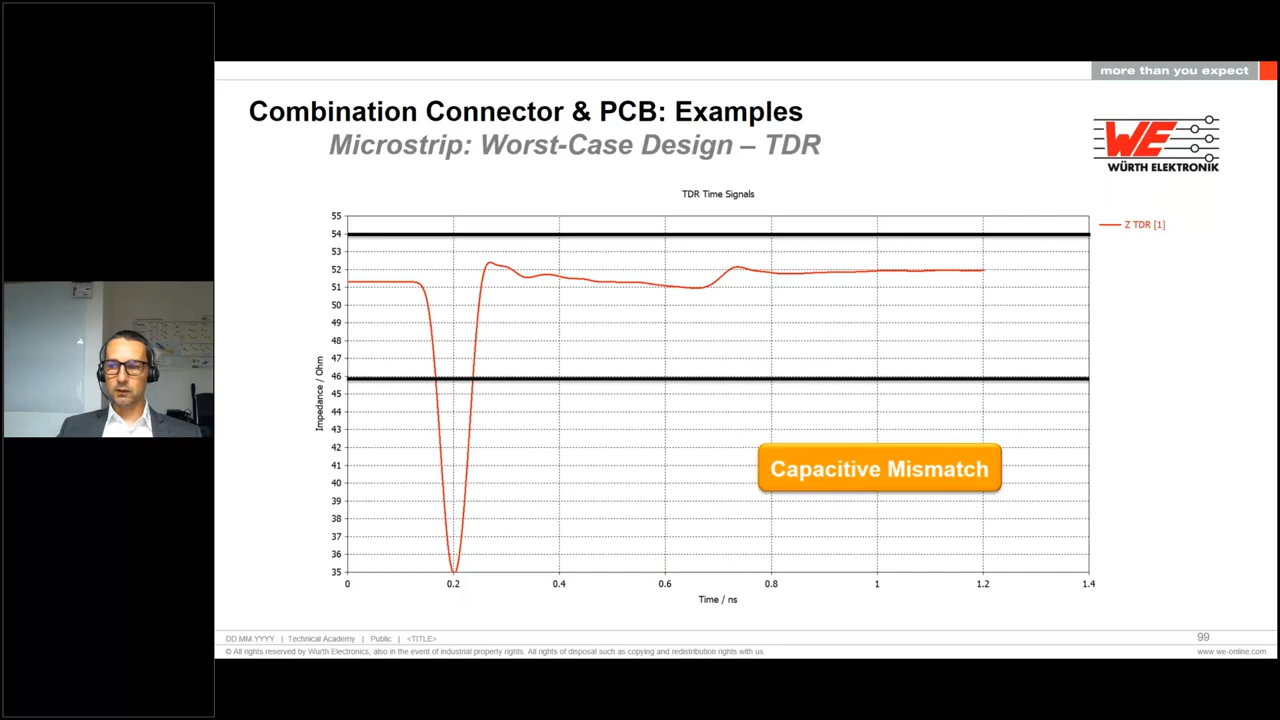 more than you expect
Combination Connector & PCB: Examples
Microstrip: Worst-Case Design – TDR
WE
WÜRTH ELEKTRONIK
TDR Time Signals
Z TDR [1]
55
54
53
52
51
50
49
48
47
46
45
44
43
42
41
40
39
38
37
36
35
Impedance / Ohm
Capacitive Mismatch
0 0.2 0.4 0.6 0.8 1 1.2 1.4
Time / ns
DD.MM.YYYY | Technical Academy | Public | <TITLE>
99
© All rights reserved by Wurth Electronics, also in the event of industrial property rights. All rights of disposal such as copying and redistribution rights with us.
www.we-online.com